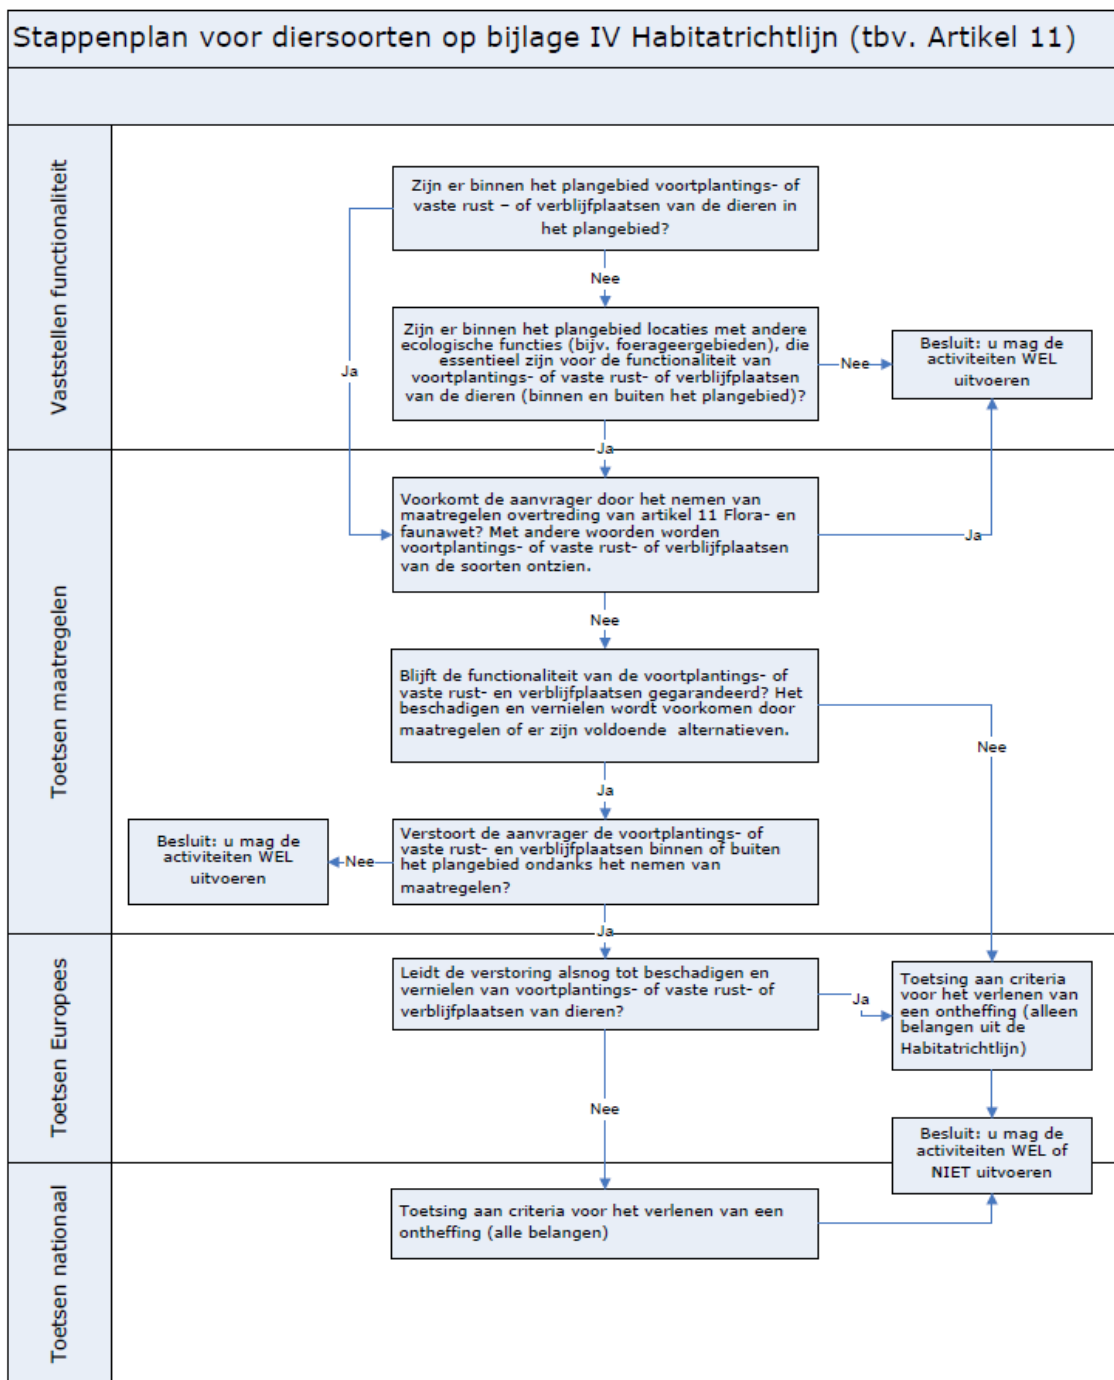 Stappenplan voor diersoorten op bijlage IV Habitatrichtlijn (tbv. Artikel 11)
Vaststellen functionaliteit
Zijn er binnen het plangebied voortplantings- of
vaste rust – of verblijfplaatsen van de dieren in
het plangebied?
Nee
Ja
Zijn er binnen het plangebied locaties met andere
ecologische functies (bijv. foerageergebieden), die
essentieel zijn voor de functionaliteit van
voortplantings- of vaste rust- of verblijfplaatsen
van de dieren (binnen en buiten het plangebied)?
Nee
Besluit: u mag de
activiteiten WEL
uitvoeren
Ja
Toetsen maatregelen
Voorkomt de aanvrager door het nemen van
maatregelen overtreding van artikel 11 Flora- en
faunawet? Met andere woorden worden
voortplantings- of vaste rust- of verblijfplaatsen
van de soorten ontzien.
Ja
Nee
Blijft de functionaliteit van de voortplantings- of
vaste rust- en verblijfplaatsen gegarandeerd? Het
beschadigen en vernielen wordt voorkomen door
maatregelen of er zijn voldoende alternatieven.
Nee
Ja
Verstoort de aanvrager de voortplantings- of
vaste rust- en verblijfplaatsen binnen of buiten
het plangebied ondanks het nemen van
maatregelen?
Nee
Besluit: u mag de
activiteiten WEL
uitvoeren
Ja
Toetsen Europees
Leidt de verstoring alsnog tot beschadigen en
vernielen van voortplantings- of vaste rust- of
verblijfplaatsen van dieren?
Ja
Toetsing aan criteria
voor het verlenen van
een ontheffing (alleen
belangen uit de
Habitatrichtlijn)
Nee
Besluit: u mag de
activiteiten WEL of
NIET uitvoeren
Toetsen nationaal
Toetsing aan criteria voor het verlenen van een
ontheffing (alle belangen)